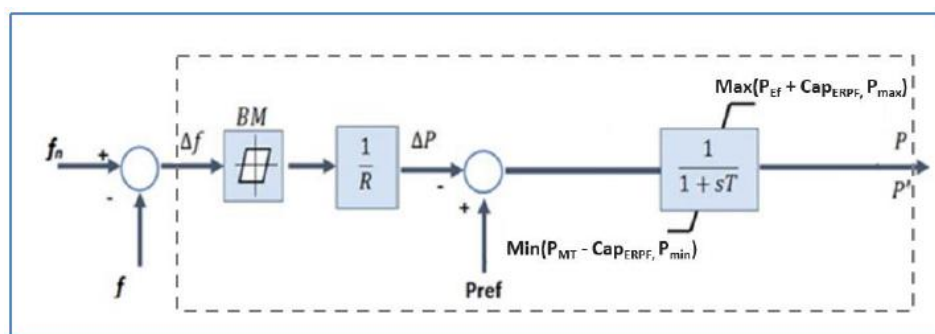 Max(P_Ef + Cap_ERPF, P_max)
BM
f_n + Δf 1/R ΔP 1/(1 + sT) P
- - P'
+
Min(P_MT - Cap_ERPF, P_min)
f Pref